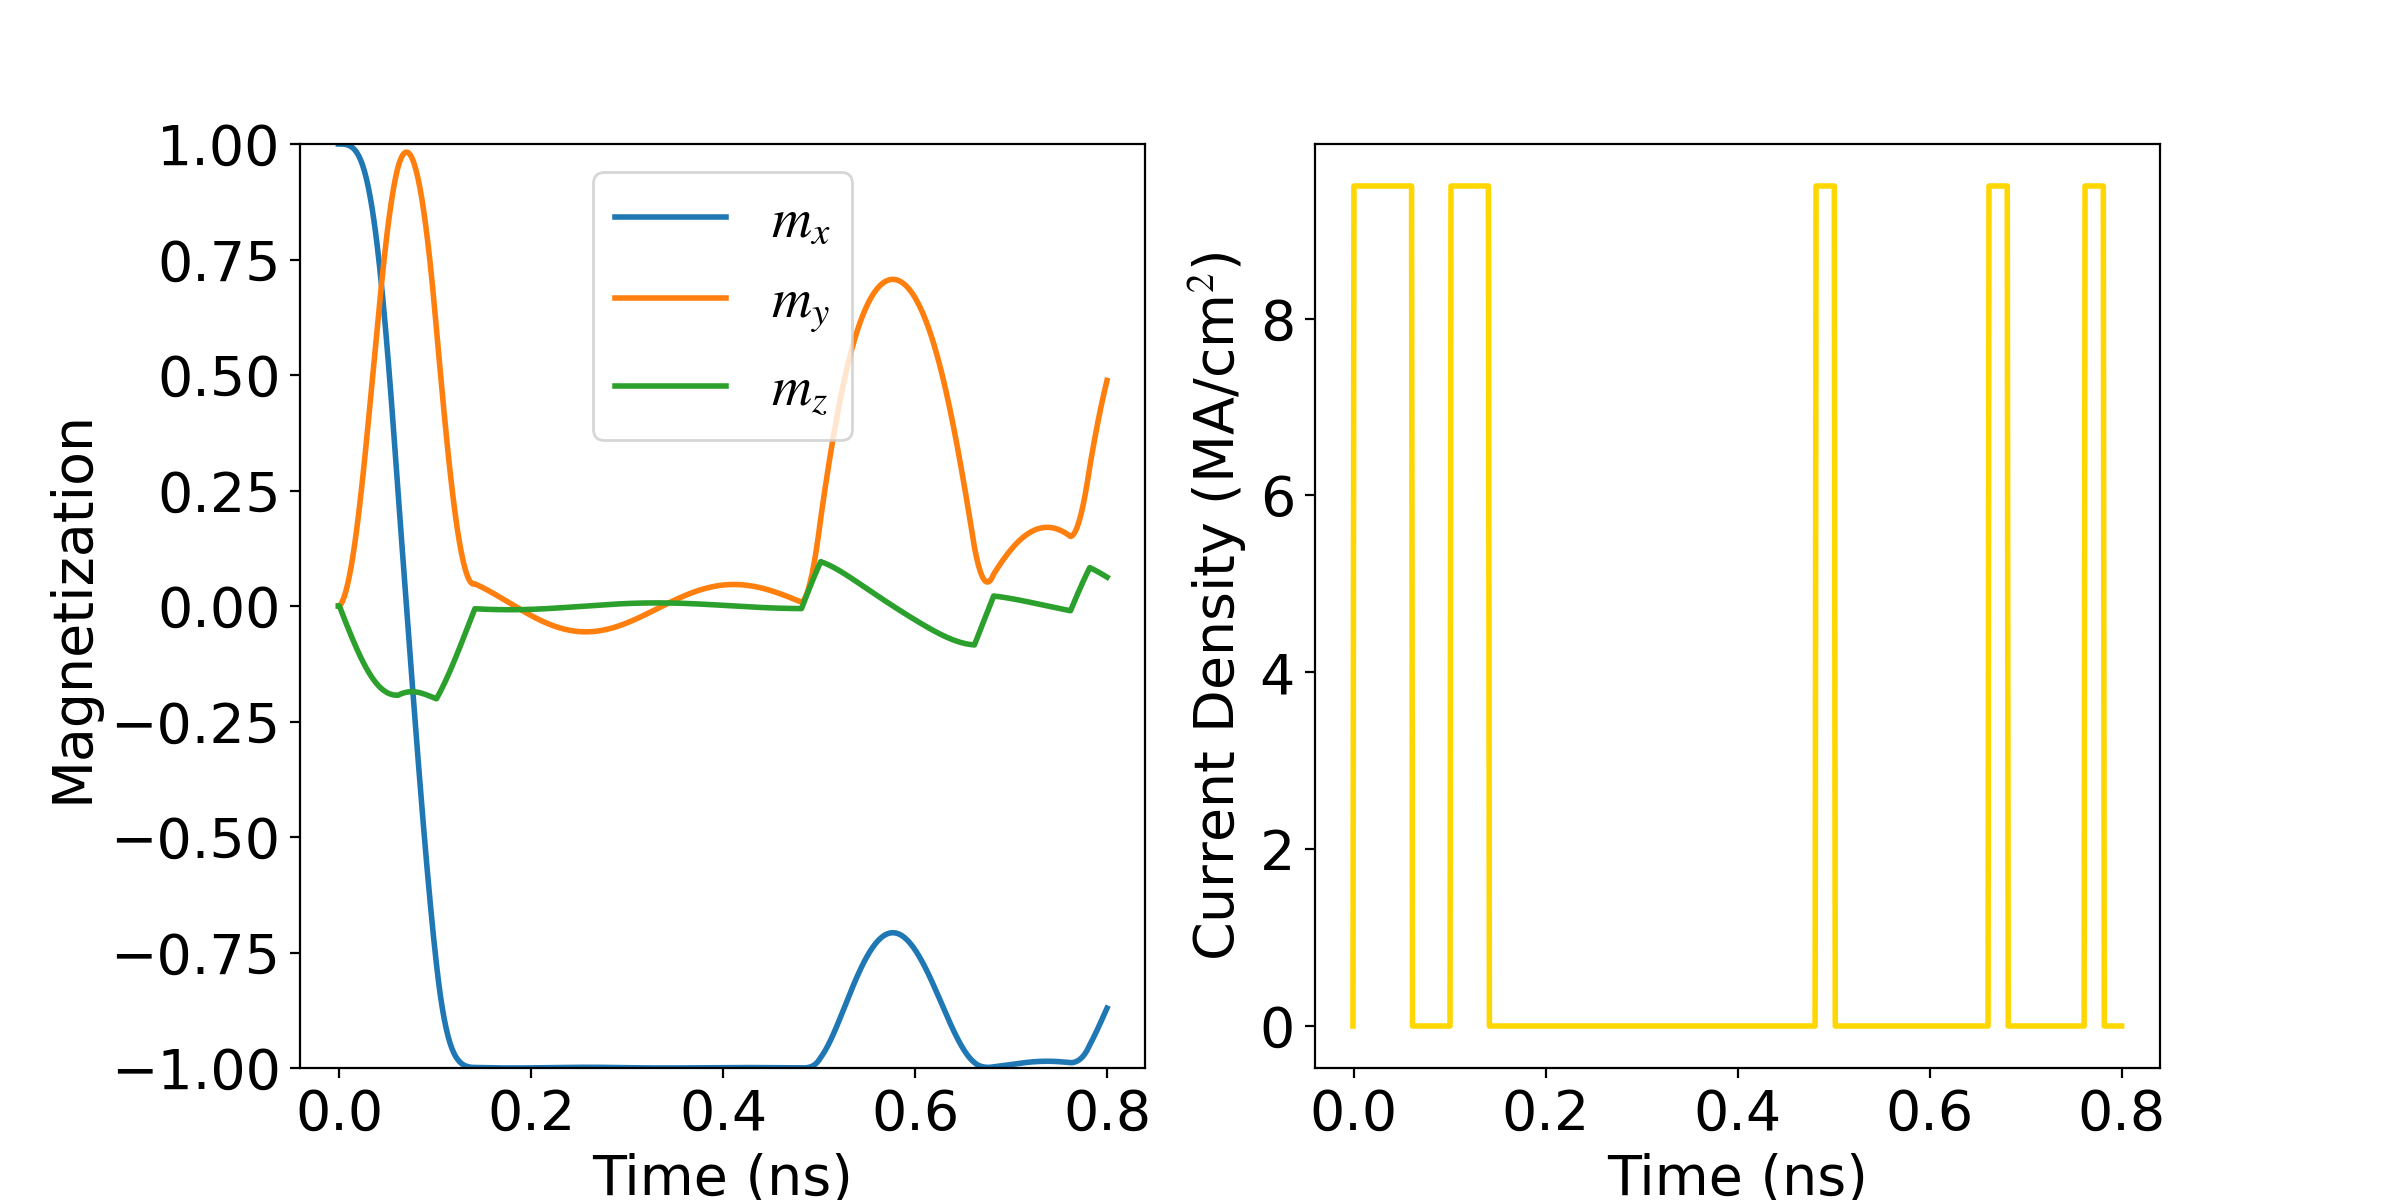 Magnetization
1.00
0.75
0.50
0.25
0.00
−0.25
−0.50
−0.75
−1.00
0.0 0.2 0.4 0.6 0.8
Time (ns)
m_x
m_y
m_z
Current Density (MA/cm²)
8
6
4
2
0
0.0 0.2 0.4 0.6 0.8
Time (ns)